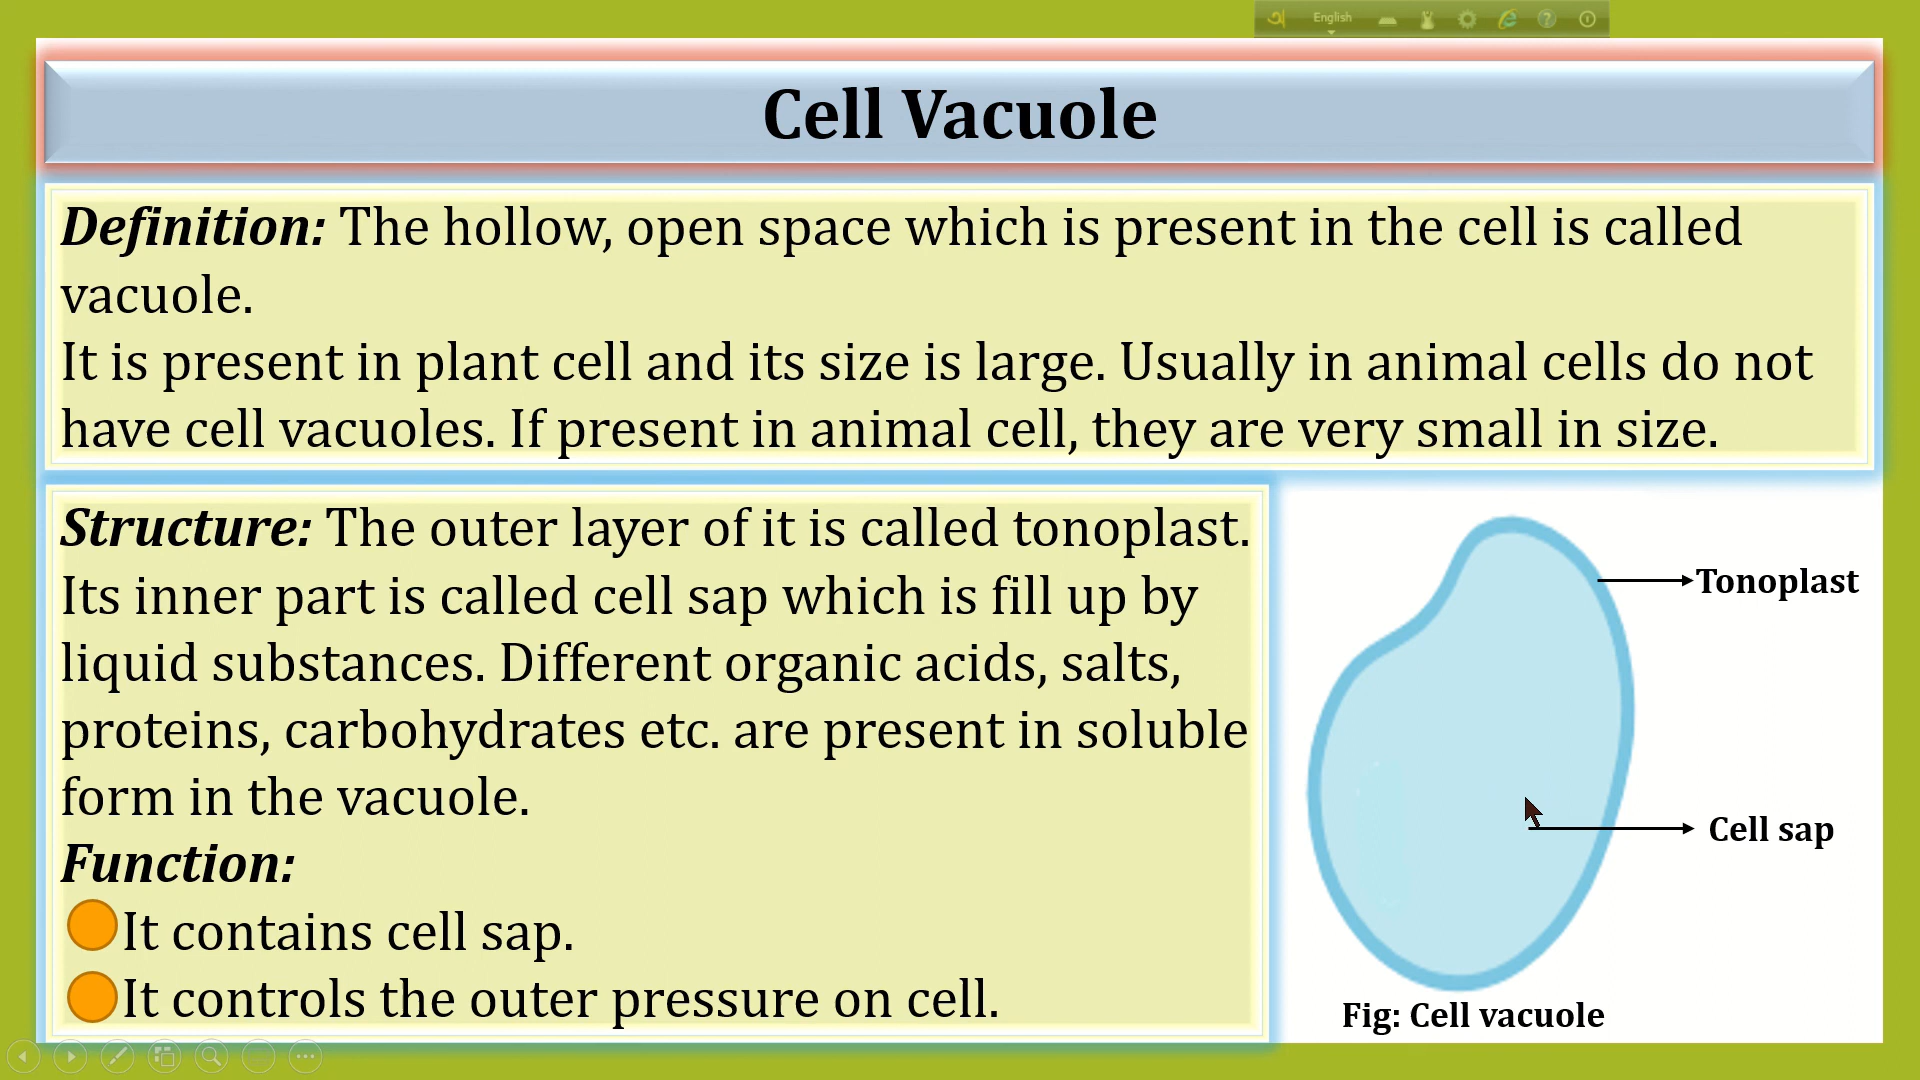 English
Cell Vacuole
Definition: The hollow, open space which is present in the cell is called
vacuole.
It is present in plant cell and its size is large. Usually in animal cells do not
have cell vacuoles. If present in animal cell, they are very small in size.
Structure: The outer layer of it is called tonoplast.
Its inner part is called cell sap which is fill up by
liquid substances. Different organic acids, salts,
proteins, carbohydrates etc. are present in soluble
form in the vacuole.
Function:
It contains cell sap.
It controls the outer pressure on cell.
Tonoplast
Cell sap
Fig: Cell vacuole